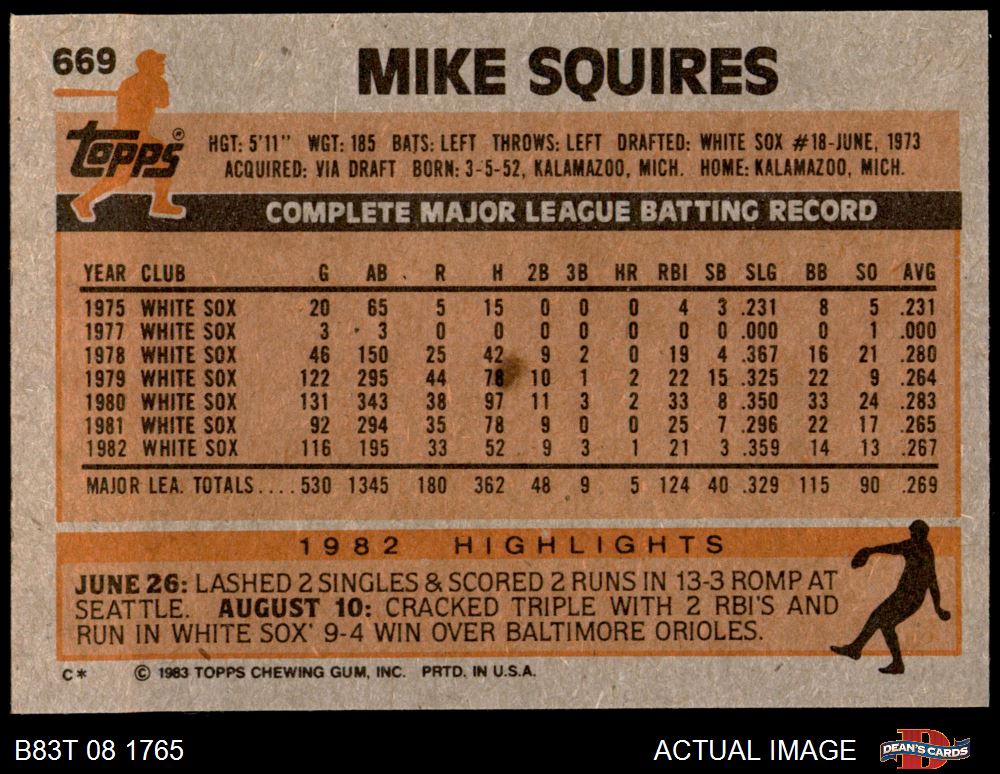 669
MIKE SQUIRES
Topps®
HGT: 5'11" WGT: 185 BATS: LEFT THROWS: LEFT DRAFTED: WHITE SOX #18-JUNE, 1973
ACQUIRED: VIA DRAFT BORN: 3-5-52, KALAMAZOO, MICH. HOME: KALAMAZOO, MICH.
COMPLETE MAJOR LEAGUE BATTING RECORD
YEAR CLUB G AB R H 2B 3B HR RBI SB SLG BB SO AVG
1975 WHITE SOX 20 65 5 15 0 0 0 4 3 .231 8 5 .231
1977 WHITE SOX 3 3 0 0 0 0 0 0 0 .000 0 1 .000
1978 WHITE SOX 46 150 25 42 9 2 0 19 4 .367 16 21 .280
1979 WHITE SOX 122 295 44 78 10 1 2 22 15 .325 22 9 .264
1980 WHITE SOX 131 343 38 97 11 3 2 33 8 .350 33 24 .283
1981 WHITE SOX 92 294 35 78 9 0 0 25 7 .296 22 17 .265
1982 WHITE SOX 116 195 33 52 9 3 1 21 3 .359 14 13 .267
MAJOR LEA. TOTALS.... 530 1345 180 362 48 9 5 124 40 .329 115 90 .269
1982 HIGHLIGHTS
JUNE 26: LASHED 2 SINGLES & SCORED 2 RUNS IN 13-3 ROMP AT
SEATTLE. AUGUST 10: CRACKED TRIPLE WITH 2 RBI'S AND
RUN IN WHITE SOX' 9-4 WIN OVER BALTIMORE ORIOLES.
C* © 1983 TOPPS CHEWING GUM, INC. PRTD. IN U.S.A.
B83T 08 1765 ACTUAL IMAGE DEAN'S CARDS